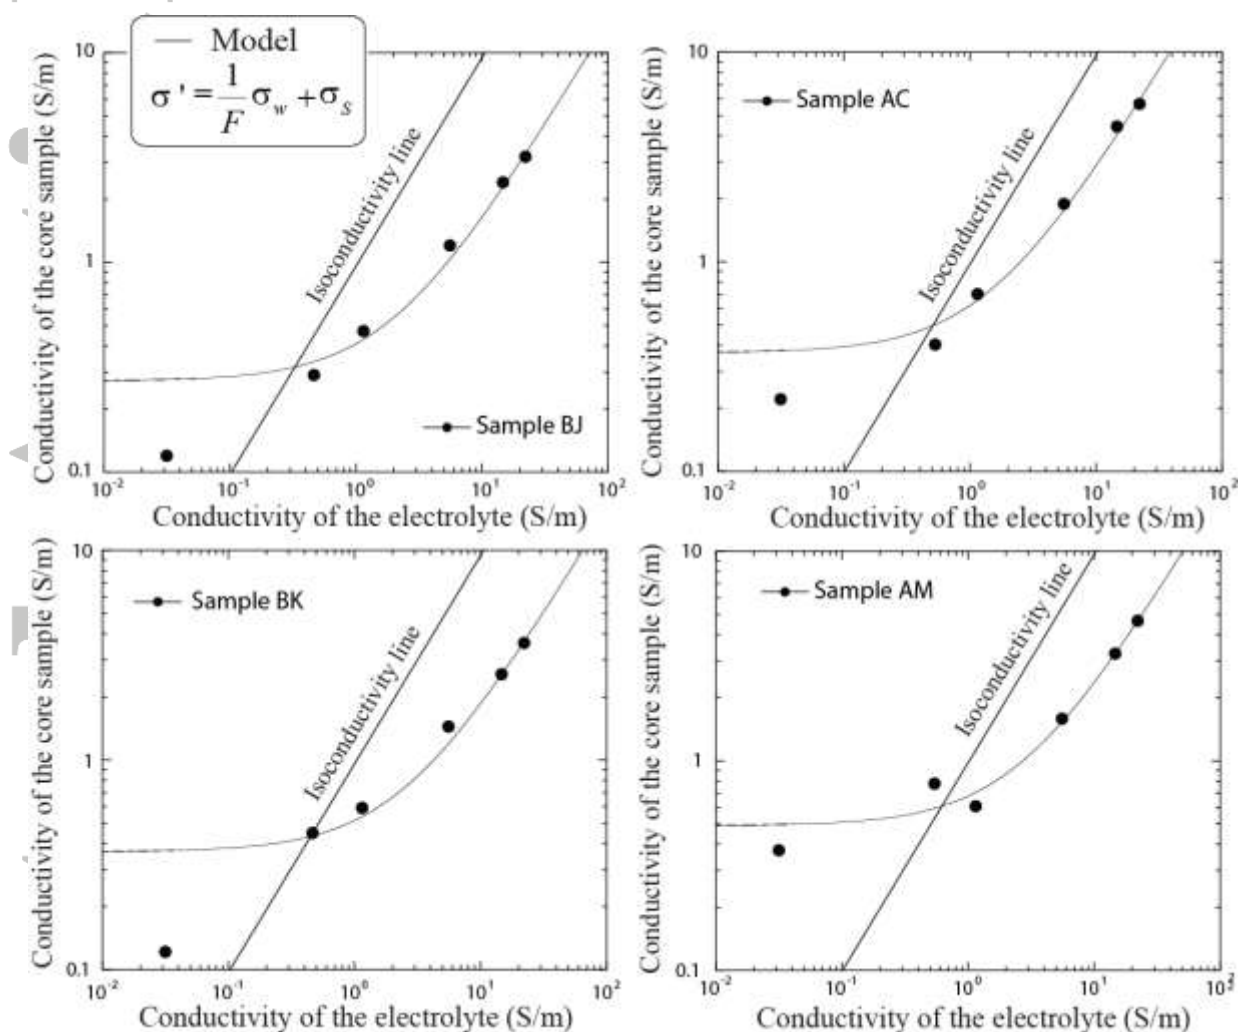 Model
σ ' = 1/F σw + σS
Conductivity of the core sample (S/m)
10
1
0.1
Isoconductivity line
Sample BJ
10-2 10-1 100 101 102
Conductivity of the electrolyte (S/m)
Conductivity of the core sample (S/m)
10
1
0.1
Sample AC
Isoconductivity line
10-2 10-1 100 101 102
Conductivity of the electrolyte (S/m)
Conductivity of the core sample (S/m)
10
1
0.1
Sample BK
Isoconductivity line
10-2 10-1 100 101 102
Conductivity of the electrolyte (S/m)
Conductivity of the core sample (S/m)
10
1
0.1
Sample AM
Isoconductivity line
10-2 10-1 100 101 102
Conductivity of the electrolyte (S/m)